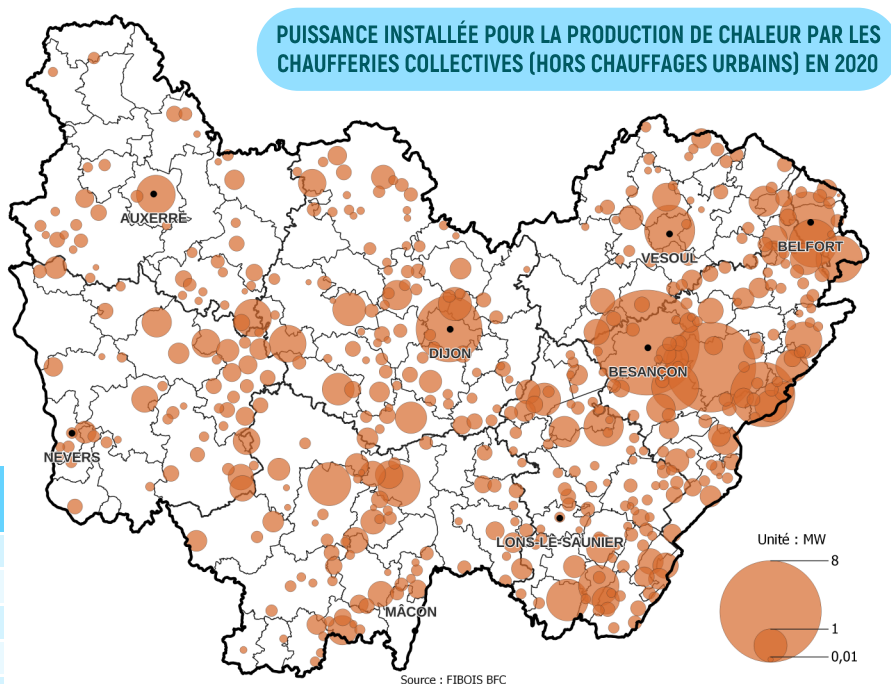 PUISSANCE INSTALLÉE POUR LA PRODUCTION DE CHALEUR PAR LES
CHAUFFERIES COLLECTIVES (HORS CHAUFFAGES URBAINS) EN 2020
AUXERRE
VESOUL
BELFORT
DIJON
BESANÇON
NEVERS
LONS-LE-SAUNIER
MÂCON
Unité : MW
8
1
0,01
Source : FIBOIS BFC